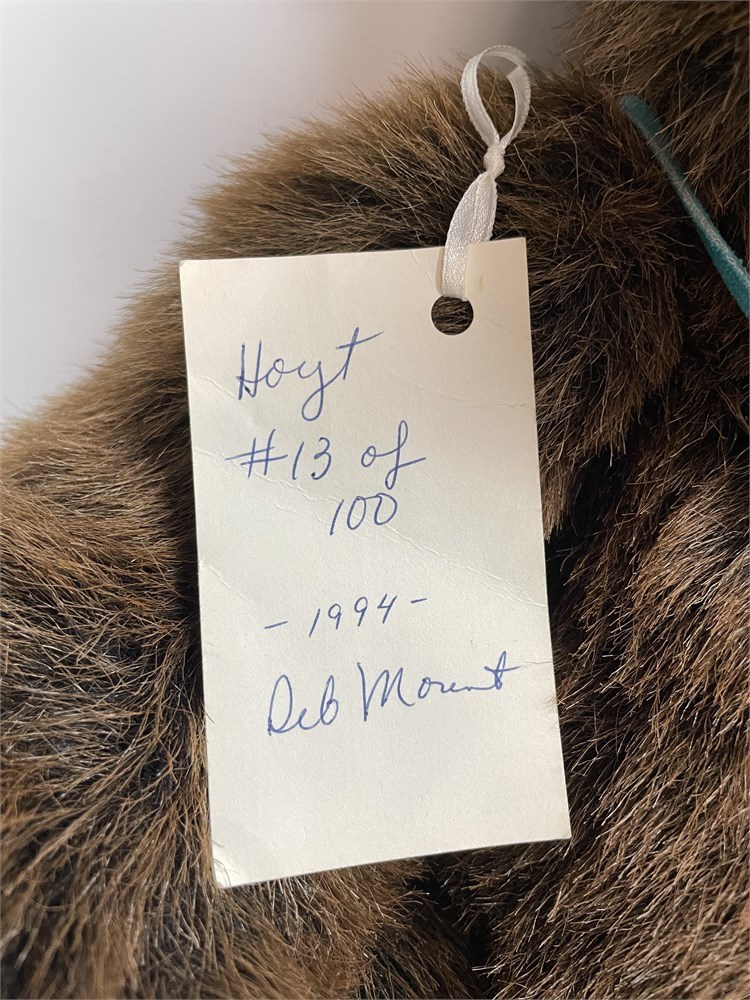 Hoyt
#13 of
100
- 1994 -
Deb Mount